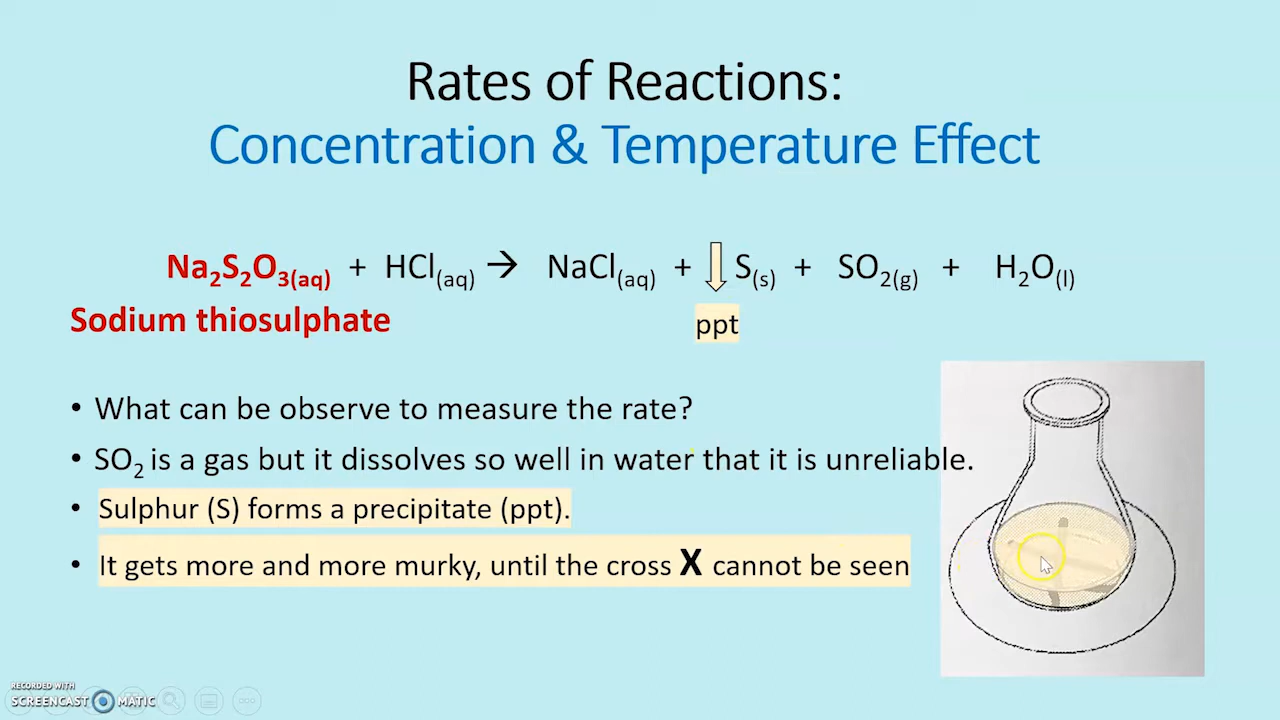 Rates of Reactions:
Concentration & Temperature Effect
Na₂S₂O₃(aq) + HCl(aq) → NaCl(aq) + ↓ S(s) + SO₂(g) + H₂O(l)
Sodium thiosulphate
ppt
• What can be observe to measure the rate?
• SO₂ is a gas but it dissolves so well in water that it is unreliable.
• Sulphur (S) forms a precipitate (ppt).
• It gets more and more murky, until the cross X cannot be seen
RECORDED WITH
SCREENCAST MATIC